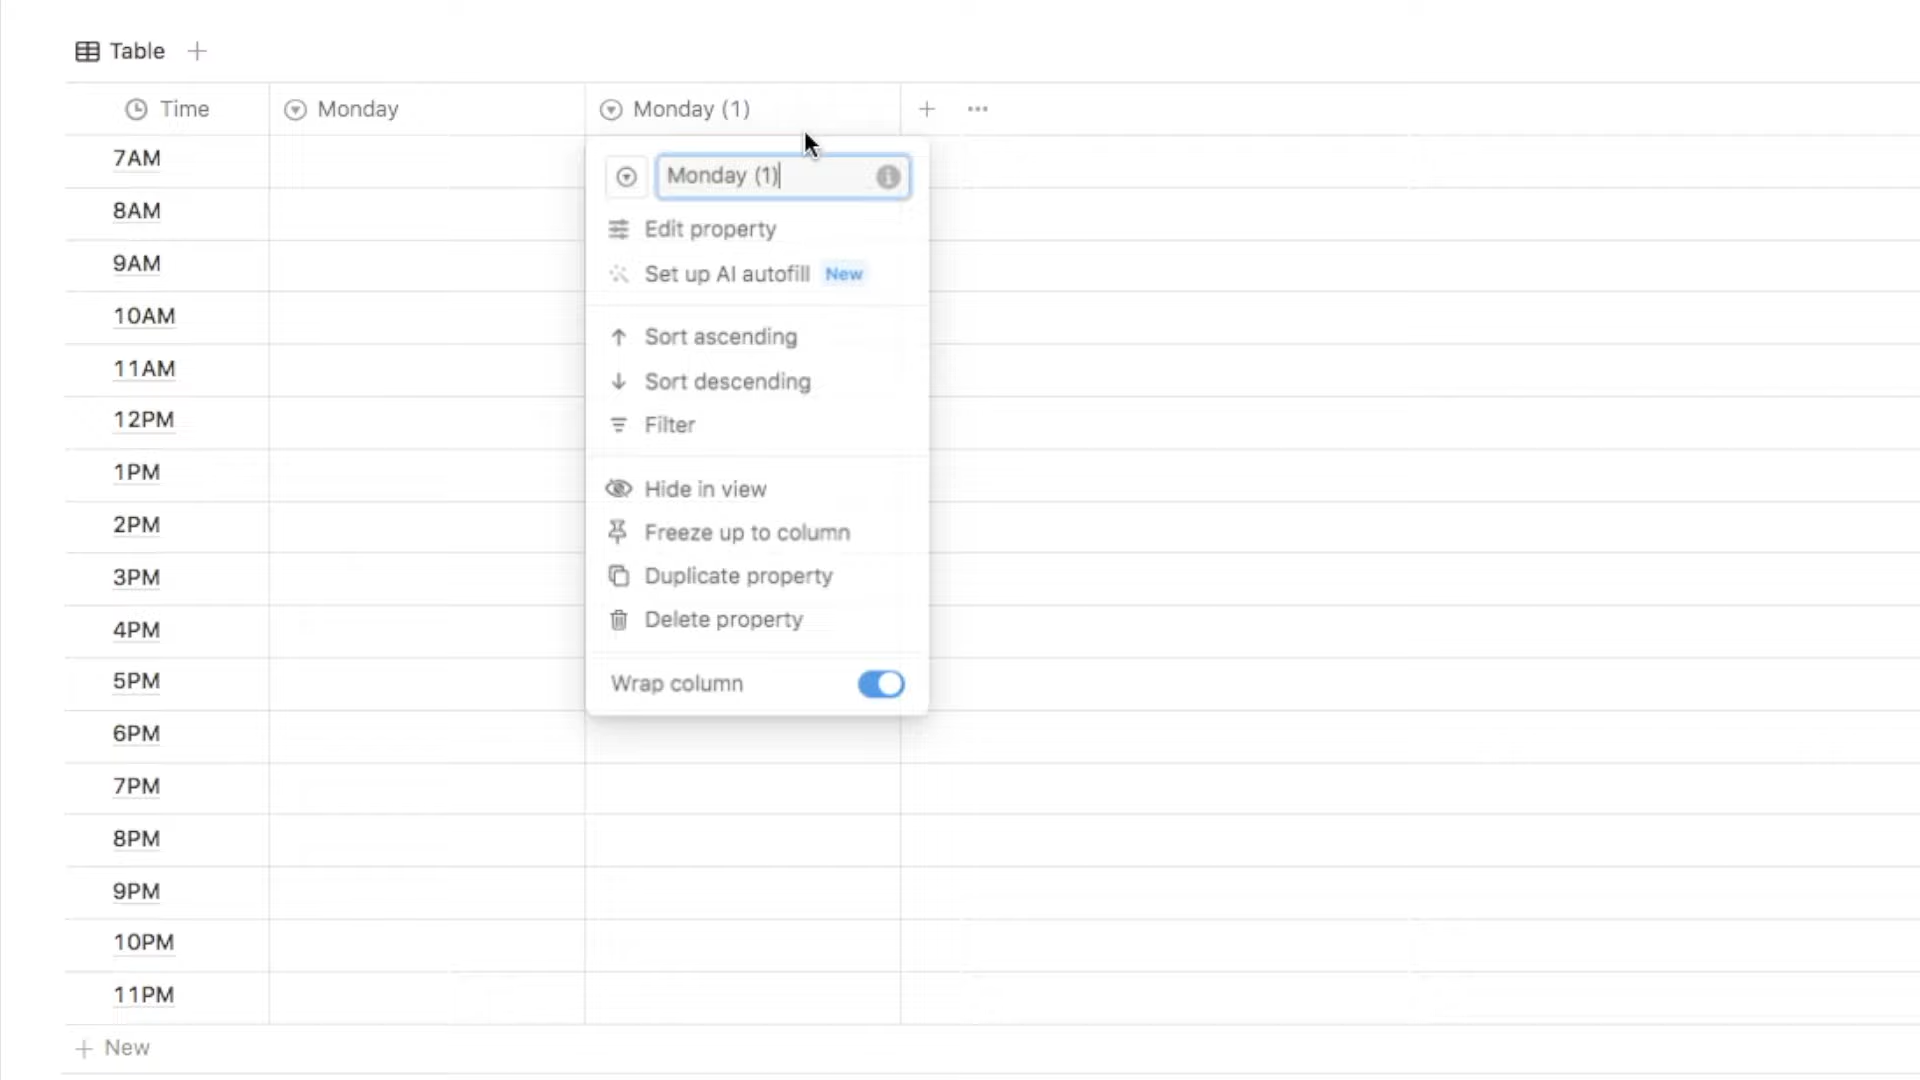 Table
Time Monday Monday (1)
7AM
Monday (1)
8AM
Edit property
9AM
Set up AI autofill New
10AM
Sort ascending
11AM
Sort descending
12PM
Filter
1PM
Hide in view
2PM
Freeze up to column
3PM
Duplicate property
4PM
Delete property
5PM
Wrap column
6PM
7PM
8PM
9PM
10PM
11PM
+ New